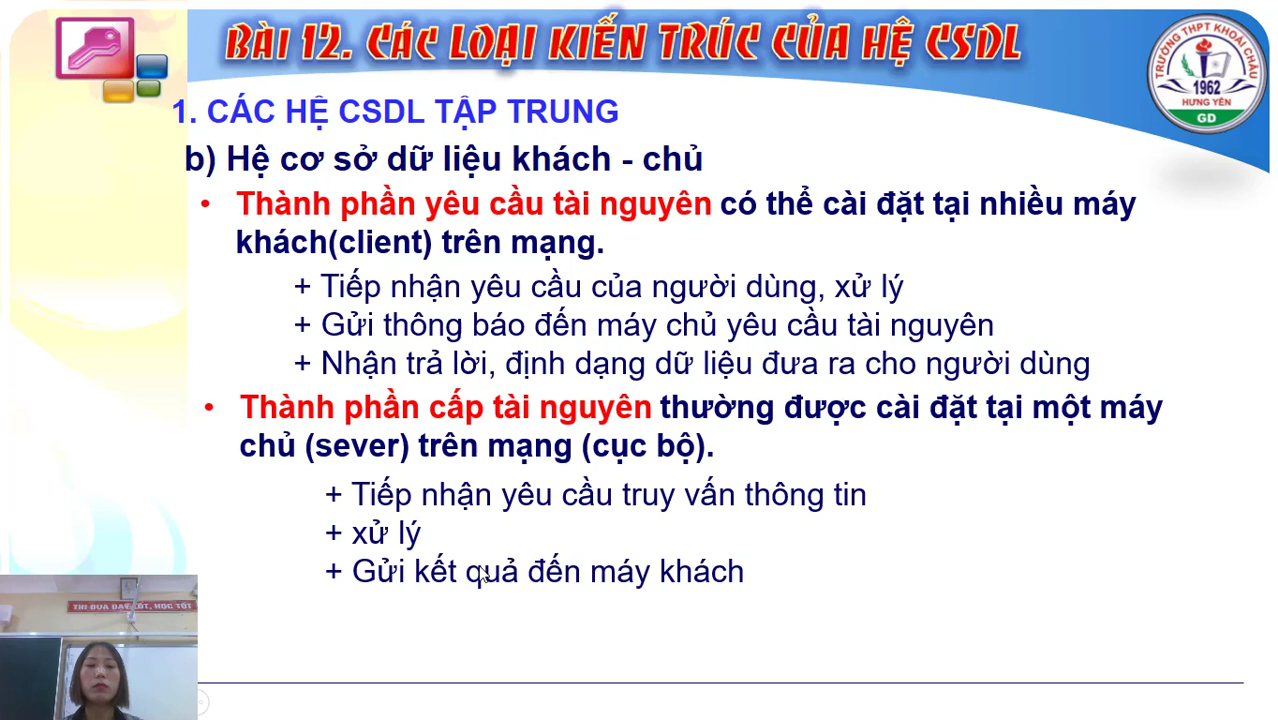 BÀI 12. CÁC LOẠI KIẾN TRÚC CỦA HỆ CSDL
TRƯỜNG THPT KHOÁI CHÂU
1962
HƯNG YÊN
GD
1. CÁC HỆ CSDL TẬP TRUNG
b) Hệ cơ sở dữ liệu khách - chủ
• Thành phần yêu cầu tài nguyên có thể cài đặt tại nhiều máy
khách(client) trên mạng.
+ Tiếp nhận yêu cầu của người dùng, xử lý
+ Gửi thông báo đến máy chủ yêu cầu tài nguyên
+ Nhận trả lời, định dạng dữ liệu đưa ra cho người dùng
• Thành phần cấp tài nguyên thường được cài đặt tại một máy
chủ (sever) trên mạng (cục bộ).
+ Tiếp nhận yêu cầu truy vấn thông tin
+ xử lý
+ Gửi kết quả đến máy khách
THI ĐUA DẠY TỐT, HỌC TỐT